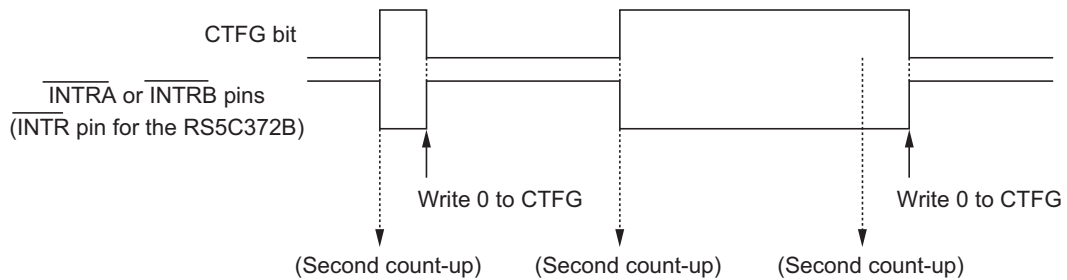 CTFG bit
INTRA or INTRB pins
(INTR pin for the RS5C372B)
Write 0 to CTFG
Write 0 to CTFG
(Second count-up)
(Second count-up)
(Second count-up)